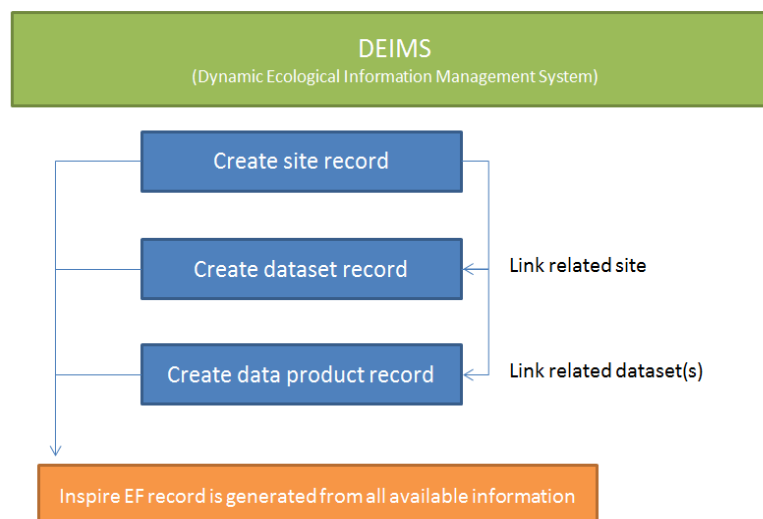 DEIMS
(Dynamic Ecological Information Management System)
Create site record
Create dataset record
Link related site
Create data product record
Link related dataset(s)
Inspire EF record is generated from all available information